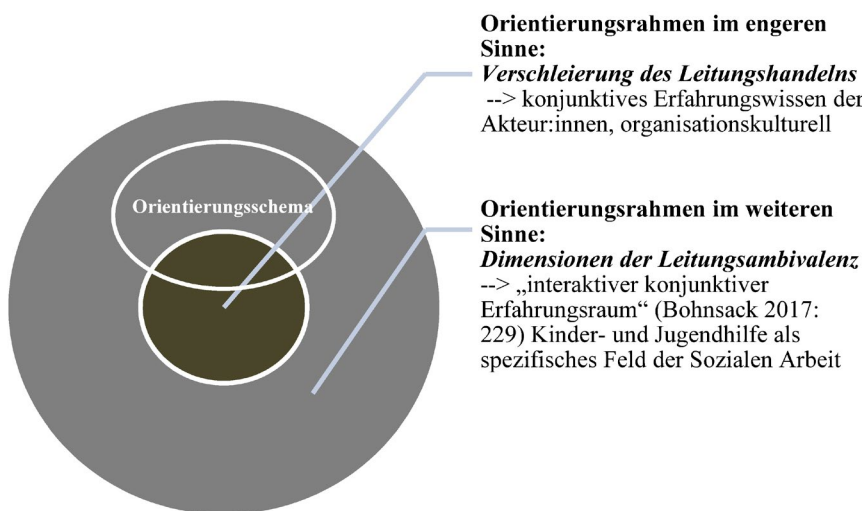 Orientierungsrahmen im engeren
Sinne:
Verschleierung des Leitungshandelns
--> konjunktives Erfahrungswissen der
Akteur:innen, organisationskulturell
Orientierungsschema
Orientierungsrahmen im weiteren
Sinne:
Dimensionen der Leitungsambivalenz
--> „interaktiver konjunktiver
Erfahrungsraum“ (Bohnsack 2017:
229) Kinder- und Jugendhilfe als
spezifisches Feld der Sozialen Arbeit